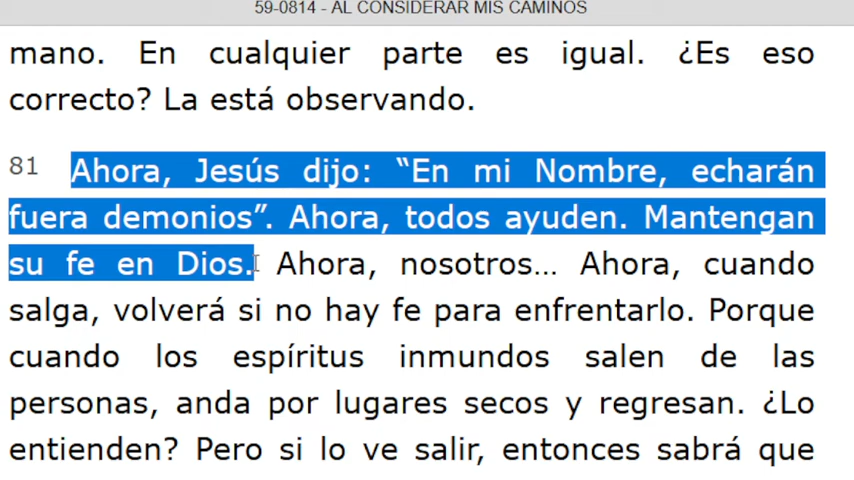 59-0814 - AL CONSIDERAR MIS CAMINOS
mano. En cualquier parte es igual. ¿Es eso
correcto? La está observando.
81 Ahora, Jesús dijo: “En mi Nombre, echarán
fuera demonios”. Ahora, todos ayuden. Mantengan
su fe en Dios. Ahora, nosotros… Ahora, cuando
salga, volverá si no hay fe para enfrentarlo. Porque
cuando los espíritus inmundos salen de las
personas, anda por lugares secos y regresan. ¿Lo
entienden? Pero si lo ve salir, entonces sabrá que